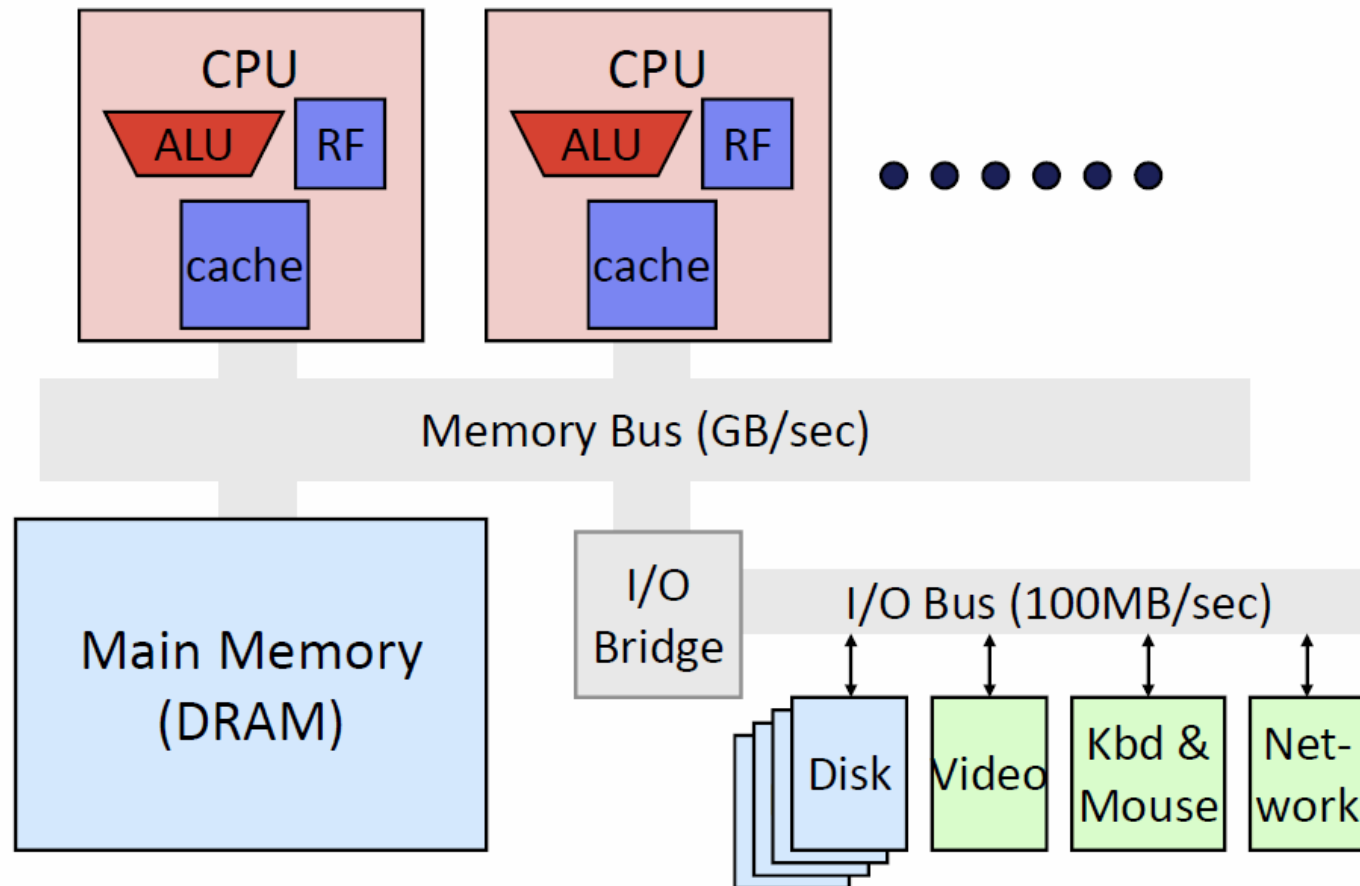 CPU
ALU
RF
cache
CPU
ALU
RF
cache
Memory Bus (GB/sec)
Main Memory
(DRAM)
I/O
Bridge
I/O Bus (100MB/sec)
Disk
Video
Kbd &
Mouse
Net-
work